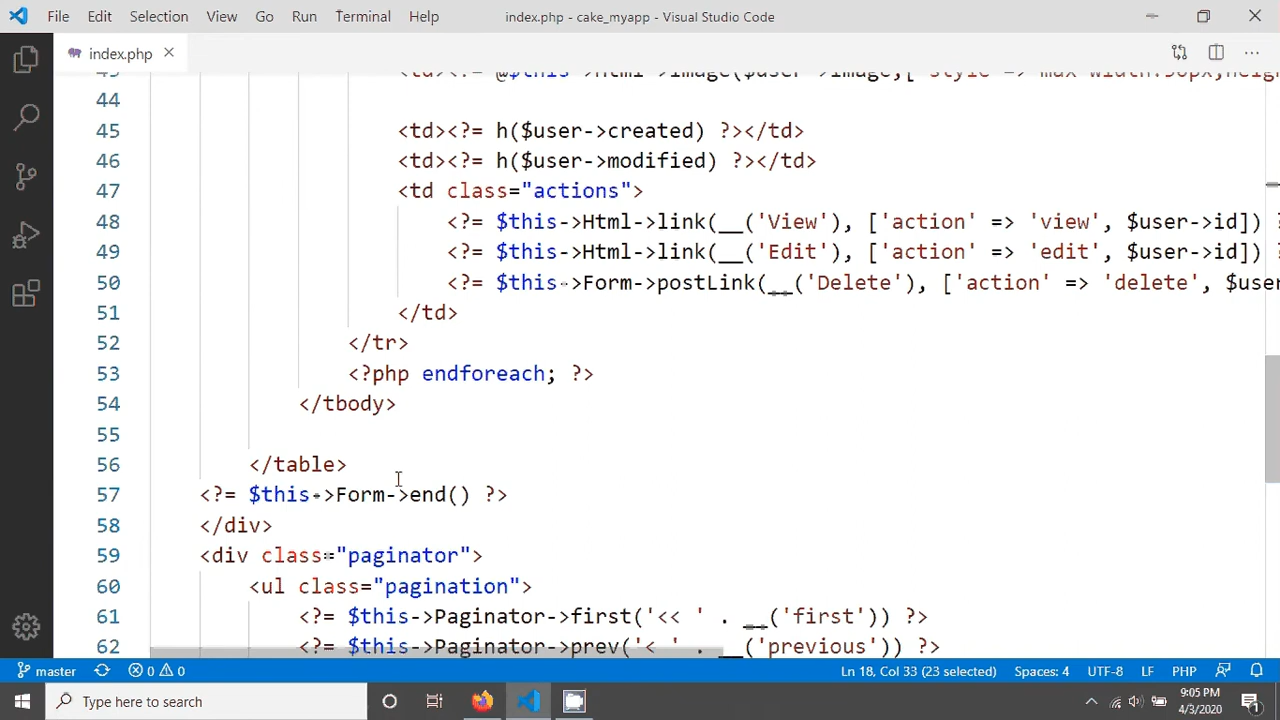 File Edit Selection View Go Run Terminal Help index.php - cake_myapp - Visual Studio Code
index.php
44
45 <td><?= h($user->created) ?></td>
46 <td><?= h($user->modified) ?></td>
47 <td class="actions">
48 <?= $this->Html->link(__('View'), ['action' => 'view', $user->id])
49 <?= $this->Html->link(__('Edit'), ['action' => 'edit', $user->id])
50 <?= $this->Form->postLink(__('Delete'), ['action' => 'delete', $user
51 </td>
52 </tr>
53 <?php endforeach; ?>
54 </tbody>
55
56 </table>
57 <?= $this->Form->end() ?>
58 </div>
59 <div class="paginator">
60 <ul class="pagination">
61 <?= $this->Paginator->first('<< ' . __('first')) ?>
62 <?= $this->Paginator->prev('< ' . __('previous')) ?>
master 0 0 Ln 18, Col 33 (23 selected) Spaces: 4 UTF-8 LF PHP
Type here to search
9:05 PM
4/3/2020
1